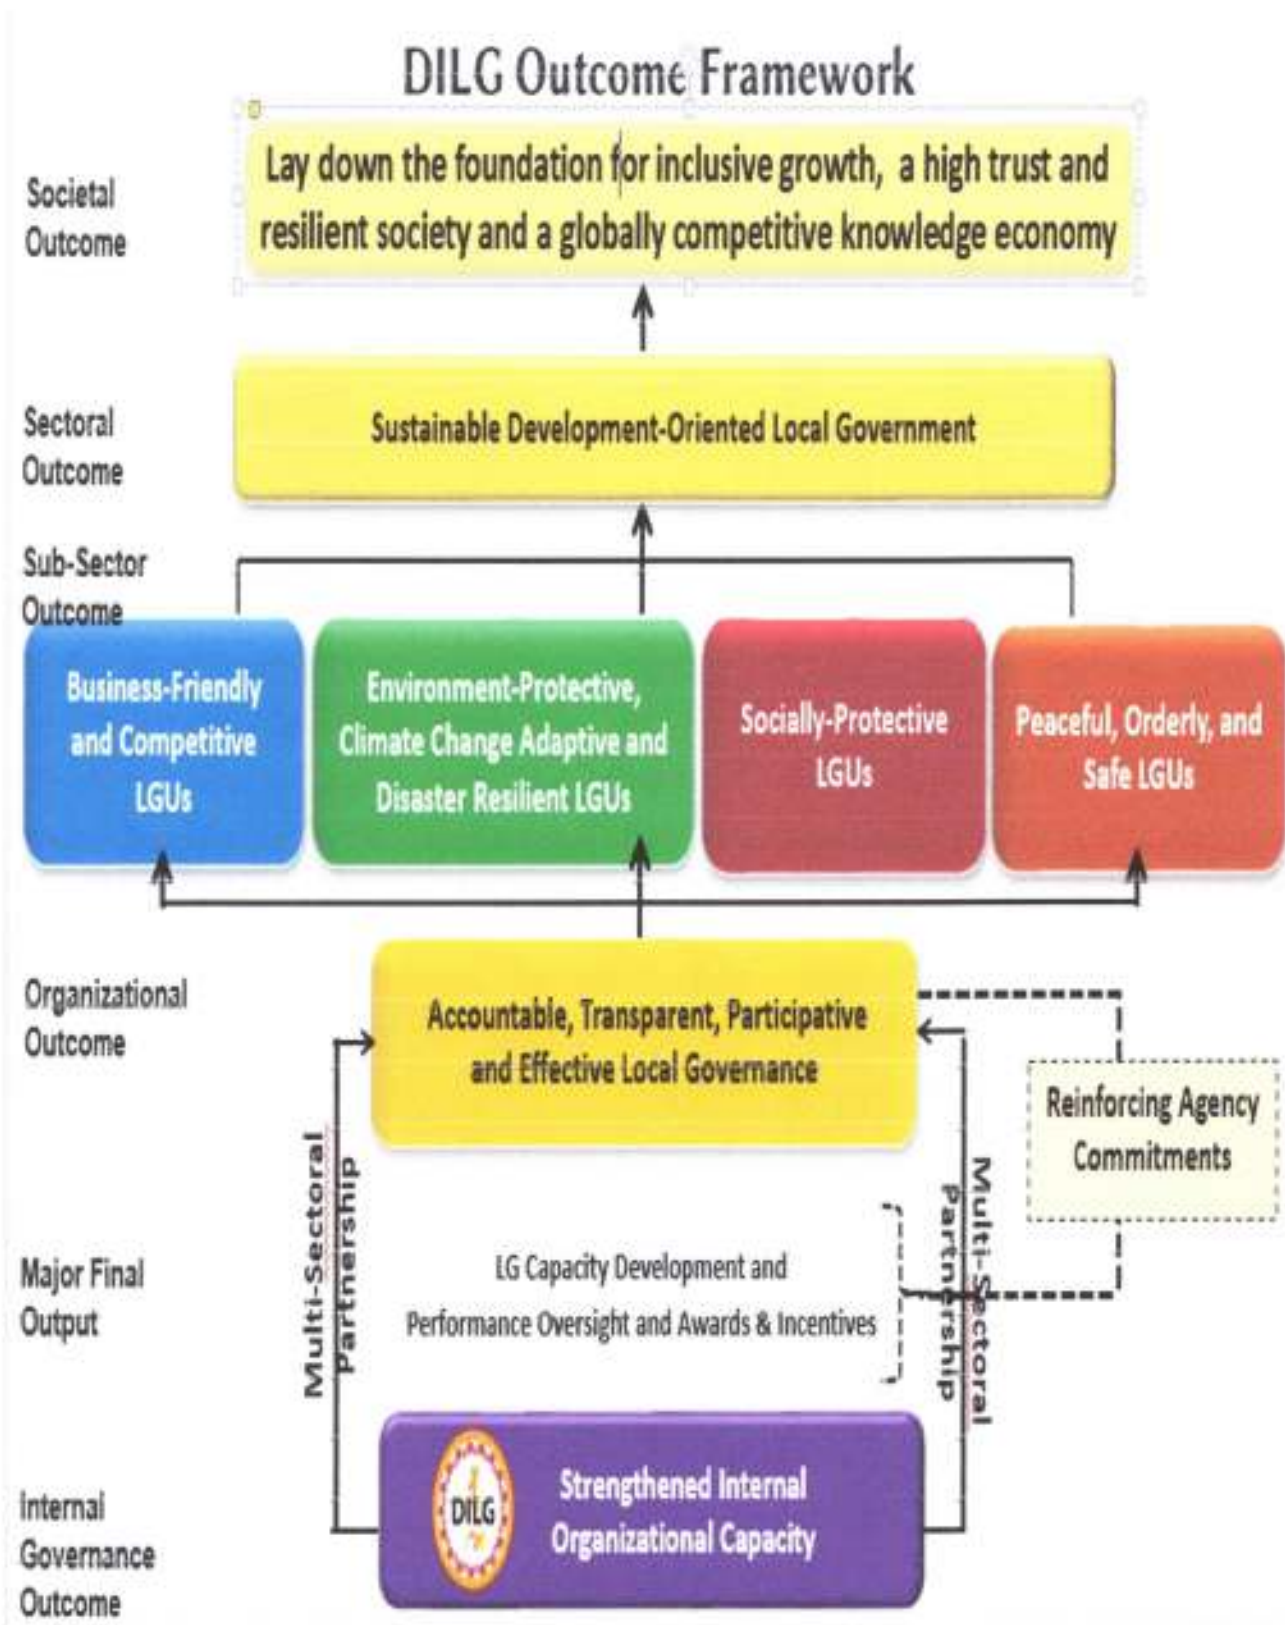 DILG Outcome Framework
Societal
Outcome
Lay down the foundation for inclusive growth, a high trust and
resilient society and a globally competitive knowledge economy
Sectoral
Outcome
Sustainable Development-Oriented Local Government
Sub-Sector
Outcome
Business-Friendly
and Competitive
LGUs
Environment-Protective,
Climate Change Adaptive and
Disaster Resilient LGUs
Socially-Protective
LGUs
Peaceful, Orderly, and
Safe LGUs
Organizational
Outcome
Accountable, Transparent, Participative
and Effective Local Governance
Reinforcing Agency
Commitments
Multi-Sectoral
Partnership
Multi-Sectoral
Partnership
Major Final
Output
LG Capacity Development and
Performance Oversight and Awards & Incentives
Internal
Governance
Outcome
DILG
Strengthened Internal
Organizational Capacity